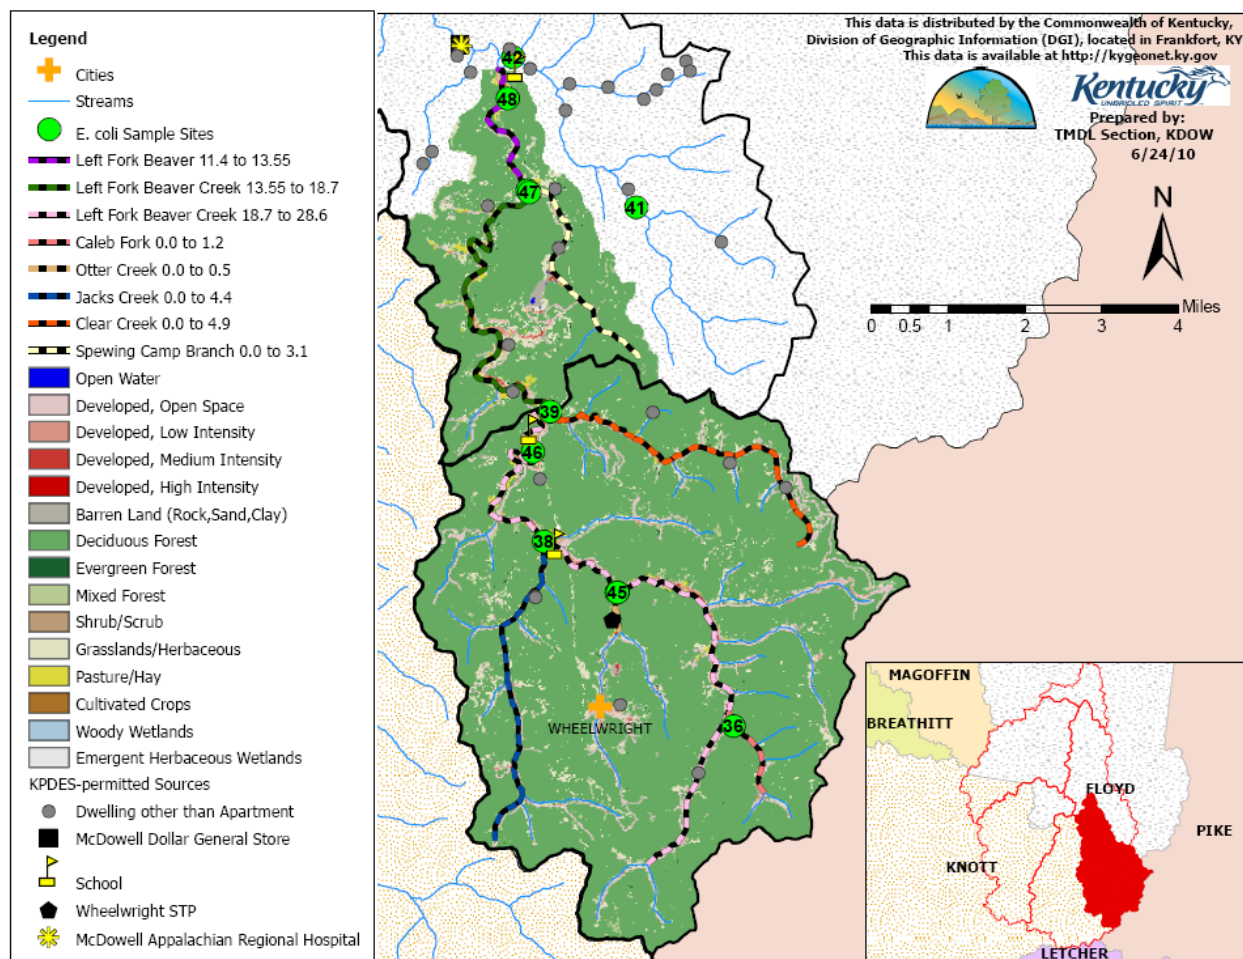 Legend
Cities
Streams
E. coli Sample Sites
Left Fork Beaver 11.4 to 13.55
Left Fork Beaver Creek 13.55 to 18.7
Left Fork Beaver Creek 18.7 to 28.6
Caleb Fork 0.0 to 1.2
Otter Creek 0.0 to 0.5
Jacks Creek 0.0 to 4.4
Clear Creek 0.0 to 4.9
Spewing Camp Branch 0.0 to 3.1
Open Water
Developed, Open Space
Developed, Low Intensity
Developed, Medium Intensity
Developed, High Intensity
Barren Land (Rock,Sand,Clay)
Deciduous Forest
Evergreen Forest
Mixed Forest
Shrub/Scrub
Grasslands/Herbaceous
Pasture/Hay
Cultivated Crops
Woody Wetlands
Emergent Herbaceous Wetlands
KPDES-permitted Sources
Dwelling other than Apartment
McDowell Dollar General Store
School
Wheelwright STP
McDowell Appalachian Regional Hospital
This data is distributed by the Commonwealth of Kentucky,
Division of Geographic Information (DGI), located in Frankfort, KY
This data is available at http://kygeonet.ky.gov
Kentucky
UNBRIDLED SPIRIT
Prepared by:
TMDL Section, KDOW
6/24/10
N
Miles
0 0.5 1 2 3 4
42
48
47
41
39
46
38
45
36
WHEELWRIGHT
MAGOFFIN
BREATHITT
FLOYD
PIKE
KNOTT
LETCHER